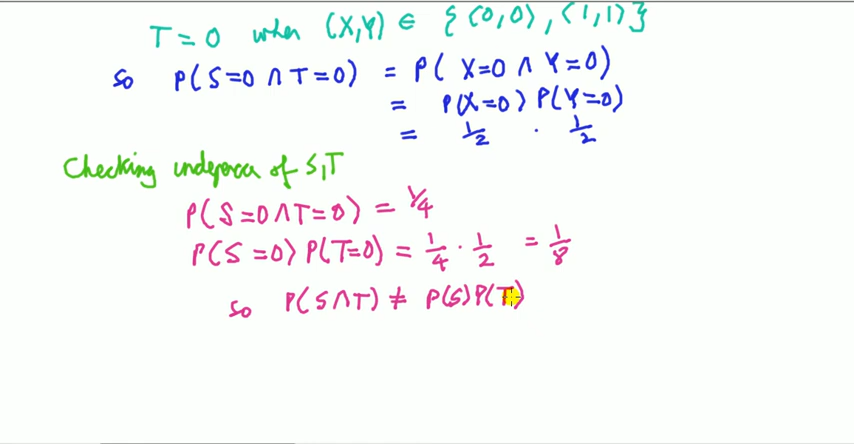 T=0 when (X,Y) ∈ {(0,0), (1,1)}
so P(S=0 ∩ T=0) = P(X=0 ∩ Y=0)
= P(X=0) P(Y=0)
= 1/2 · 1/2
Checking of S,T
P(S=0 ∩ T=0) = 1/4
P(S=0) P(T=0) = 1/4 · 1/2 = 1/8
so P(S∩T) ≠ P(S)P(T)